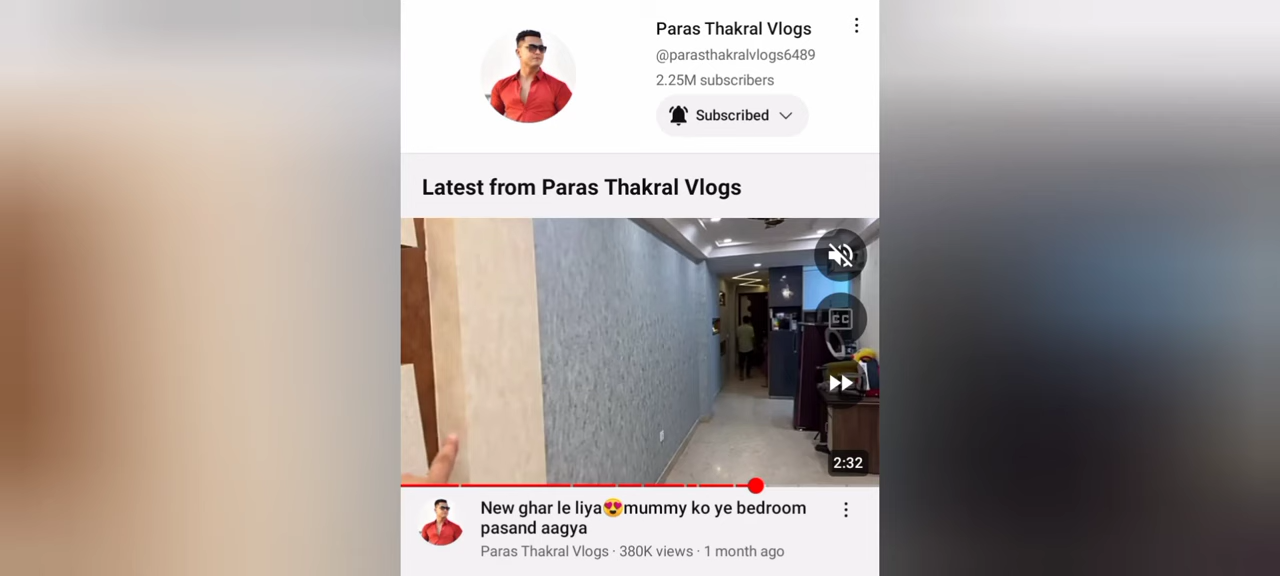 Paras Thakral Vlogs
@parasthakralvlogs6489
2.25M subscribers
Subscribed
Latest from Paras Thakral Vlogs
CC
2:32
New ghar le liya😍mummy ko ye bedroom
pasand aagya
Paras Thakral Vlogs · 380K views · 1 month ago